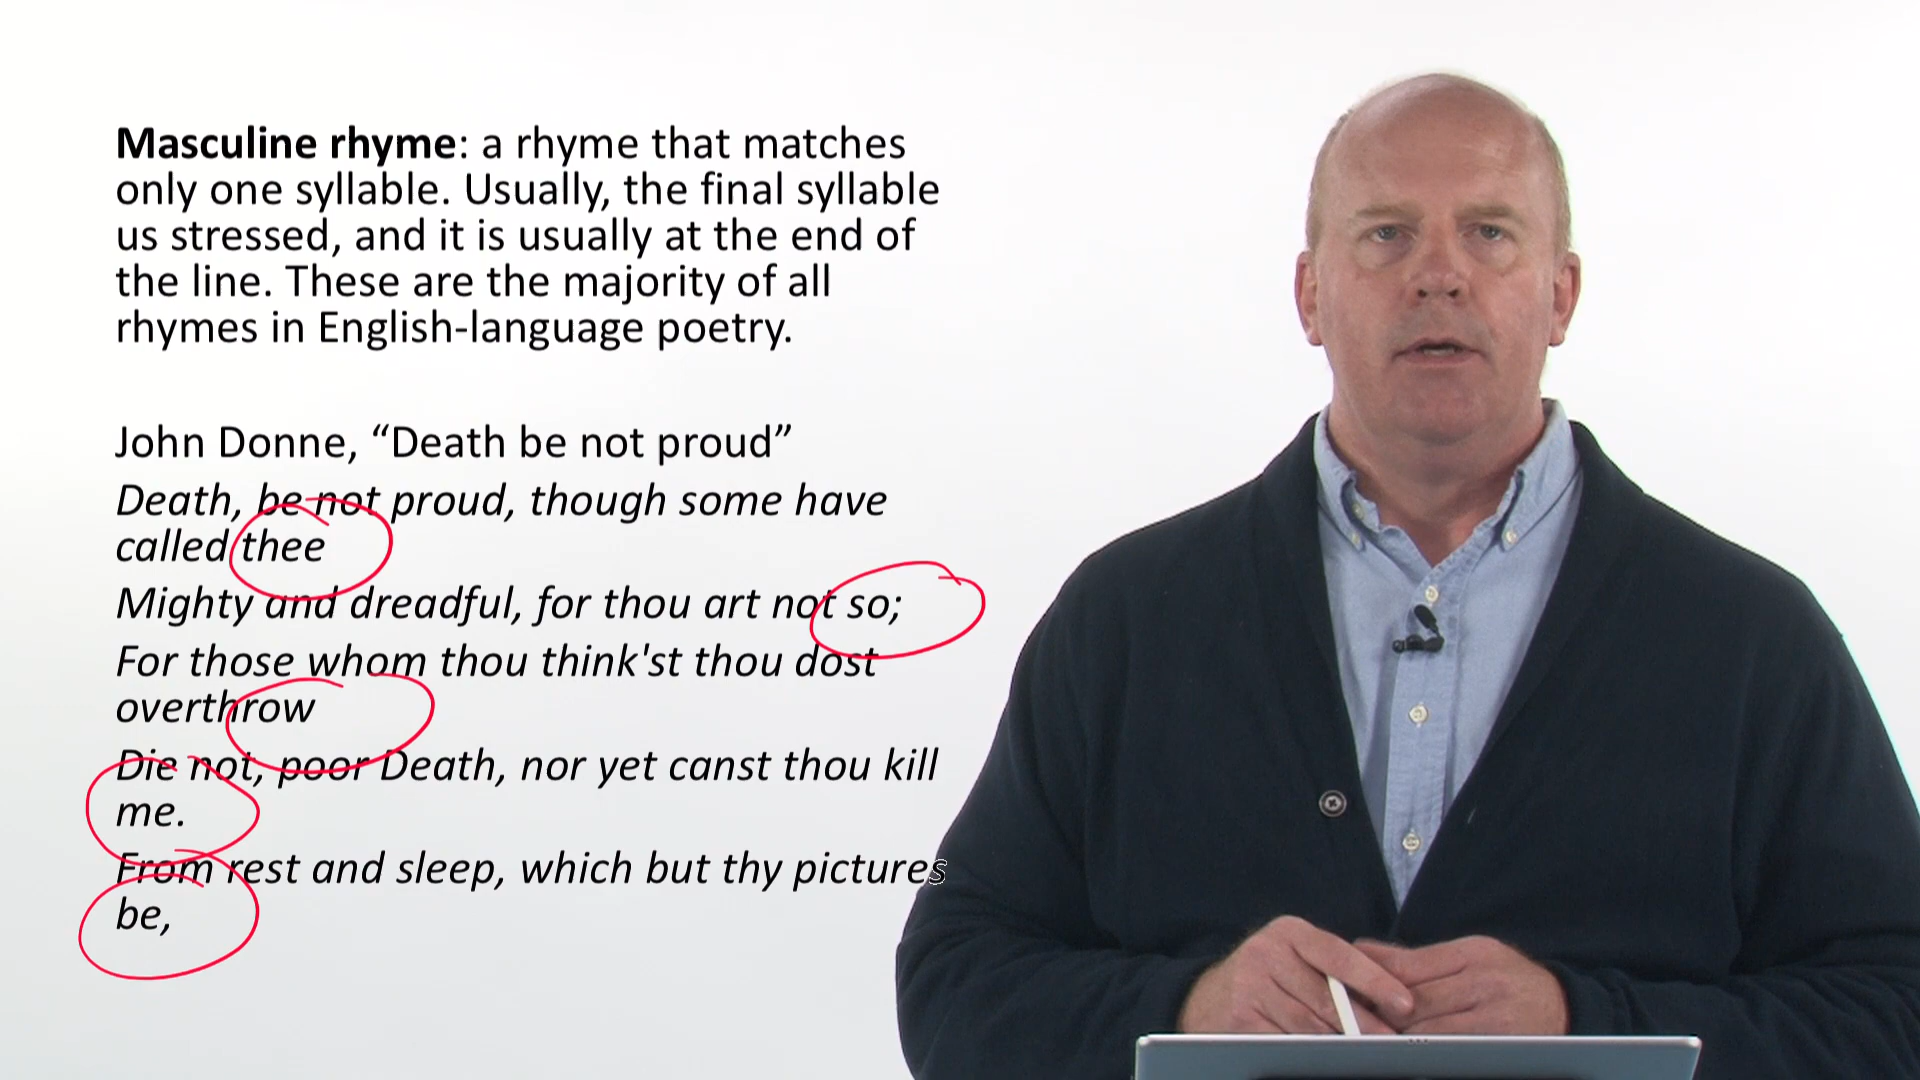 Masculine rhyme: a rhyme that matches
only one syllable. Usually, the final syllable
us stressed, and it is usually at the end of
the line. These are the majority of all
rhymes in English-language poetry.
John Donne, “Death be not proud”
Death, be not proud, though some have
called thee
Mighty and dreadful, for thou art not so;
For those whom thou think'st thou dost
overthrow
Die not, poor Death, nor yet canst thou kill
me.
From rest and sleep, which but thy pictures
be,